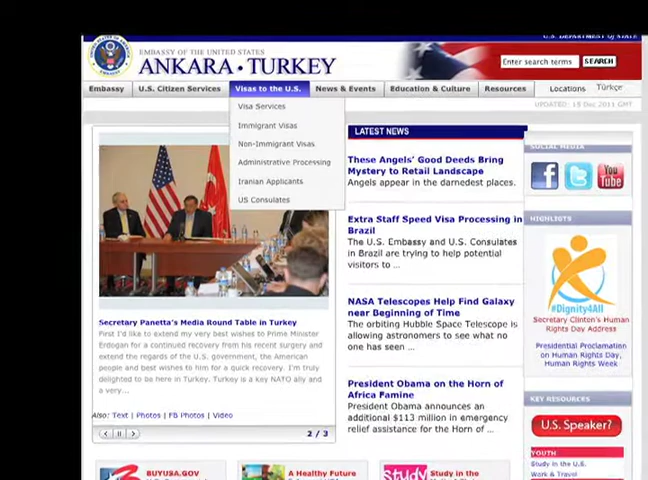 U.S. DEPARTMENT OF STATE
EMBASSY OF THE UNITED STATES
ANKARA • TURKEY
Enter search terms
SEARCH
Embassy
U.S. Citizen Services
Visas to the U.S.
News & Events
Education & Culture
Resources
Locations
Türkçe
UPDATED: 15 Dec 2011 GMT
Visa Services
Immigrant Visas
Non-Immigrant Visas
Administrative Processing
Iranian Applicants
US Consulates
Secretary Panetta's Media Round Table in Turkey
First I'd like to extend my very best wishes to Prime Minister
Erdogan for a continued recovery from his recent surgery and
extend the regards of the U.S. government, the American
people and best wishes to him for a quick recovery. I'm truly
delighted to be here in Turkey. Turkey is a key NATO ally and
a very...
Also: Text | Photos | FB Photos | Video
2 / 3
LATEST NEWS
These Angels' Good Deeds Bring
Mystery to Retail Landscape
Angels appear in the darnedest places.
Extra Staff Speed Visa Processing in
Brazil
The U.S. Embassy and U.S. Consulates
in Brazil are trying to help potential
visitors to ...
NASA Telescopes Help Find Galaxy
near Beginning of Time
The orbiting Hubble Space Telescope is
allowing astronomers to see what no
one has seen ...
President Obama on the Horn of
Africa Famine
President Obama announces an
additional $113 million in emergency
relief assistance for the Horn of ...
SOCIAL MEDIA
You
Tube
HIGHLIGHTS
#Dignity4All
Secretary Clinton's Human
Rights Day Address
Presidential Proclamation
on Human Rights Day,
Human Rights Week
KEY RESOURCES
U.S. Speaker?
YOUTH
Study in the U.S.
Work & Travel
BUYUSA.GOV
A Healthy Future
Study
Study in the